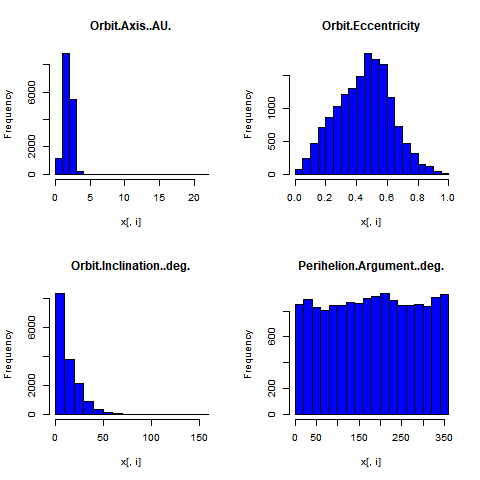 Orbit.Axis..AU.
Frequency
0 2000 6000
0 5 10 15 20
x[, i]
Orbit.Eccentricity
Frequency
0 500 1000
0.0 0.2 0.4 0.6 0.8 1.0
x[, i]
Orbit.Inclination..deg.
Frequency
0 2000 6000
0 50 100 150
x[, i]
Perihelion.Argument..deg.
Frequency
0 200 600
0 50 150 250 350
x[, i]